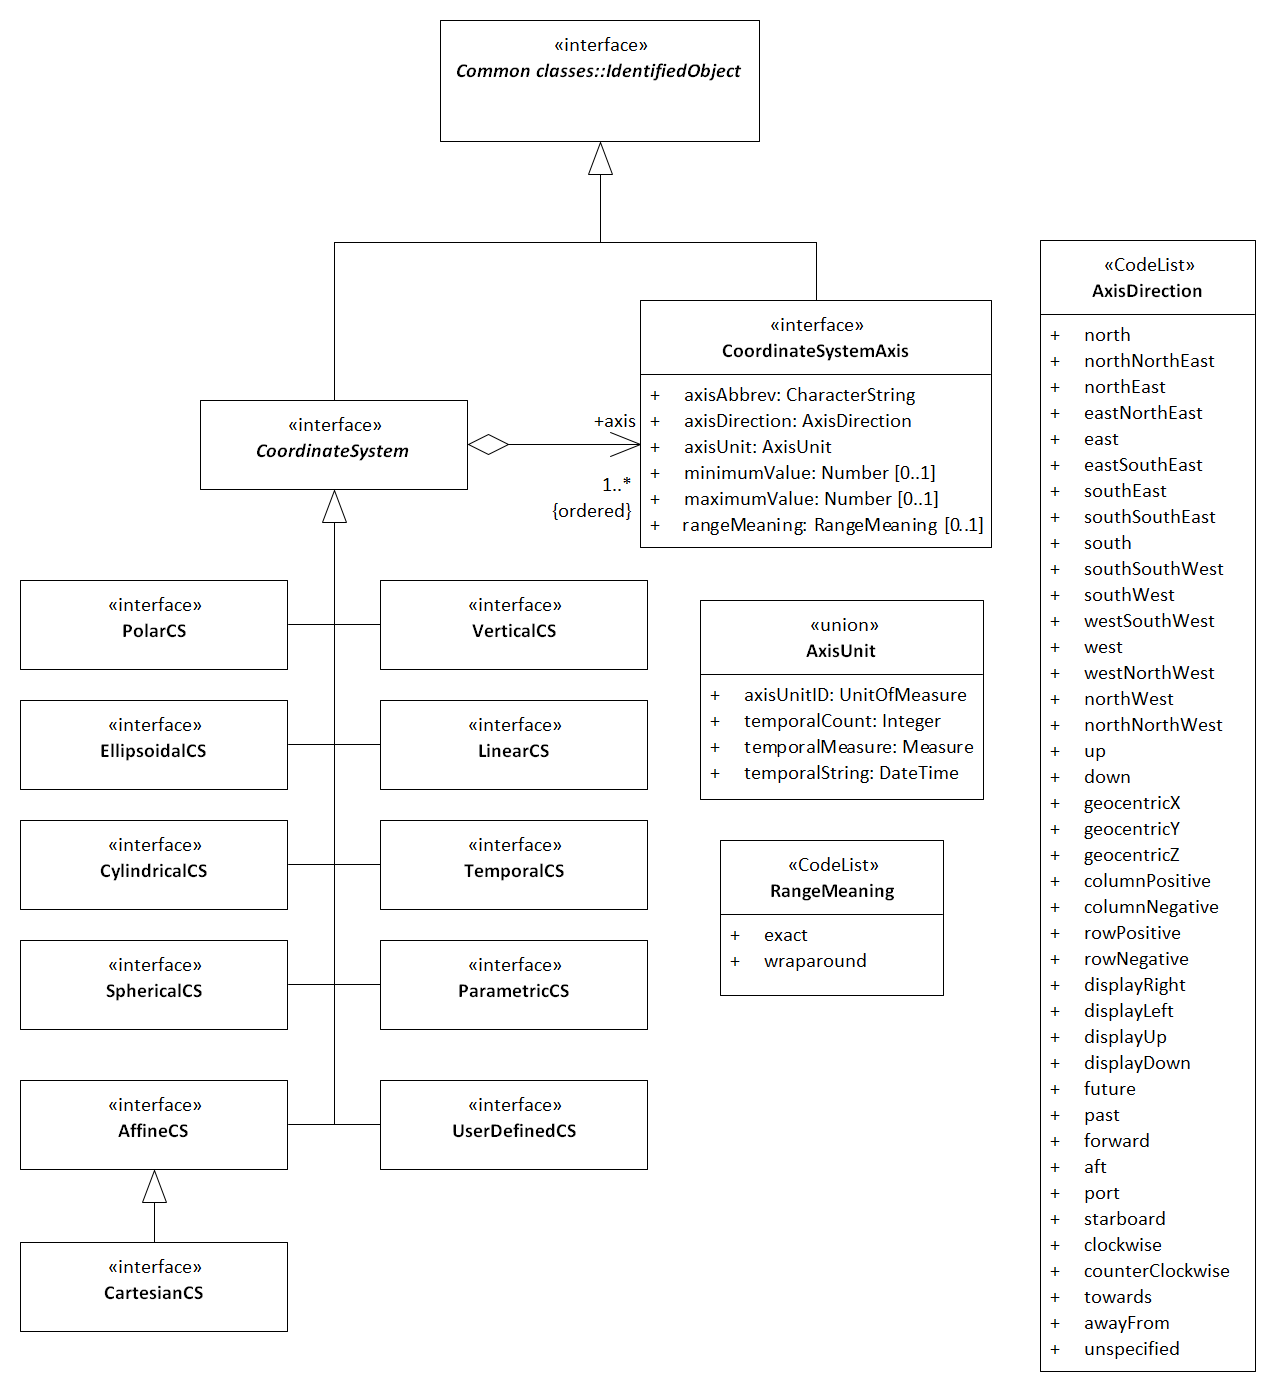 «interface»
Common classes::IdentifiedObject
«interface»
CoordinateSystemAxis
+ axisAbbrev: CharacterString
+ axisDirection: AxisDirection
+ axisUnit: AxisUnit
+ minimumValue: Number [0..1]
+ maximumValue: Number [0..1]
+ rangeMeaning: RangeMeaning [0..1]
«interface»
CoordinateSystem
+axis
1..*
{ordered}
«interface»
PolarCS
«interface»
VerticalCS
«interface»
EllipsoidalCS
«interface»
LinearCS
«interface»
CylindricalCS
«interface»
TemporalCS
«interface»
SphericalCS
«interface»
ParametricCS
«interface»
AffineCS
«interface»
UserDefinedCS
«interface»
CartesianCS
«union»
AxisUnit
+ axisUnitID: UnitOfMeasure
+ temporalCount: Integer
+ temporalMeasure: Measure
+ temporalString: DateTime
«CodeList»
RangeMeaning
+ exact
+ wraparound
«CodeList»
AxisDirection
+ north
+ northNorthEast
+ northEast
+ eastNorthEast
+ east
+ eastSouthEast
+ southEast
+ southSouthEast
+ south
+ southSouthWest
+ southWest
+ westSouthWest
+ west
+ westNorthWest
+ northWest
+ northNorthWest
+ up
+ down
+ geocentricX
+ geocentricY
+ geocentricZ
+ columnPositive
+ columnNegative
+ rowPositive
+ rowNegative
+ displayRight
+ displayLeft
+ displayUp
+ displayDown
+ future
+ past
+ forward
+ aft
+ port
+ starboard
+ clockwise
+ counterClockwise
+ towards
+ awayFrom
+ unspecified